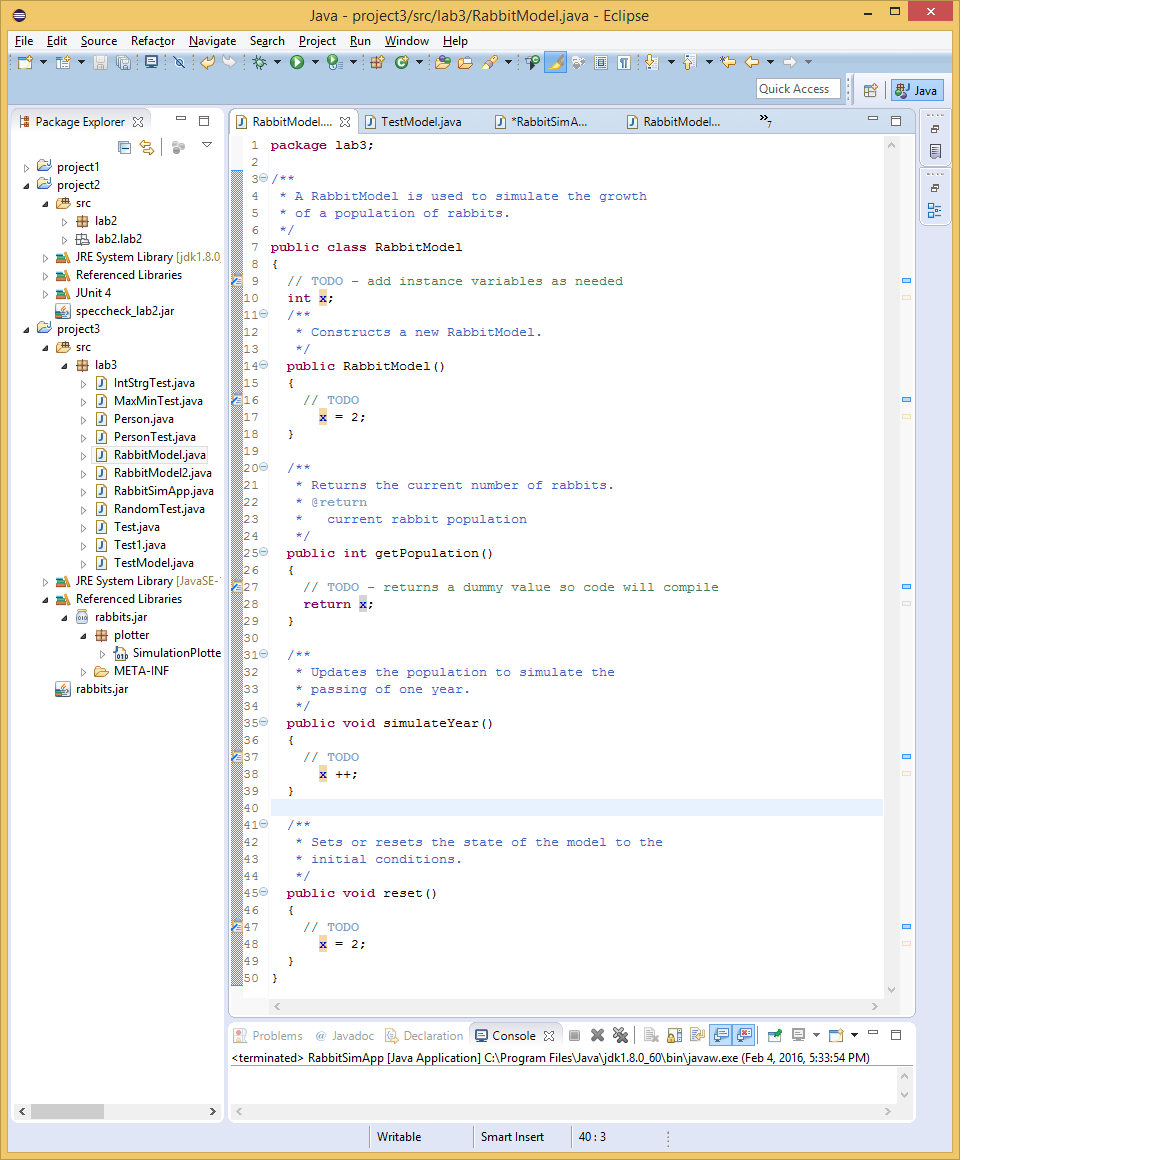 Java - project3/src/lab3/RabbitModel.java - Eclipse
File Edit Source Refactor Navigate Search Project Run Window Help
Quick Access
Java
Package Explorer
RabbitModel.... TestModel.java *RabbitSimA... RabbitModel... »7
project1
project2
src
lab2
lab2.lab2
JRE System Library [jdk1.8.0_
Referenced Libraries
JUnit 4
speccheck_lab2.jar
project3
src
lab3
IntStrgTest.java
MaxMinTest.java
Person.java
PersonTest.java
RabbitModel.java
RabbitModel2.java
RabbitSimApp.java
RandomTest.java
Test.java
Test1.java
TestModel.java
JRE System Library [JavaSE-
Referenced Libraries
rabbits.jar
plotter
SimulationPlotte
META-INF
rabbits.jar
1 package lab3;
2
3 /**
4 * A RabbitModel is used to simulate the growth
5 * of a population of rabbits.
6 */
7 public class RabbitModel
8 {
9 // TODO - add instance variables as needed
10 int x;
11 /**
12 * Constructs a new RabbitModel.
13 */
14 public RabbitModel()
15 {
16 // TODO
17 x = 2;
18 }
19
20 /**
21 * Returns the current number of rabbits.
22 * @return
23 * current rabbit population
24 */
25 public int getPopulation()
26 {
27 // TODO - returns a dummy value so code will compile
28 return x;
29 }
30
31 /**
32 * Updates the population to simulate the
33 * passing of one year.
34 */
35 public void simulateYear()
36 {
37 // TODO
38 x ++;
39 }
40
41 /**
42 * Sets or resets the state of the model to the
43 * initial conditions.
44 */
45 public void reset()
46 {
47 // TODO
48 x = 2;
49 }
50 }
Problems @ Javadoc Declaration Console
<terminated> RabbitSimApp [Java Application] C:\Program Files\Java\jdk1.8.0_60\bin\javaw.exe (Feb 4, 2016, 5:33:54 PM)
Writable Smart Insert 40 : 3